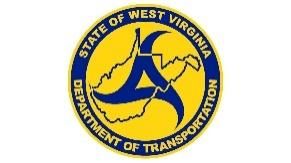 STATE OF WEST VIRGINIA
DEPARTMENT OF TRANSPORTATION